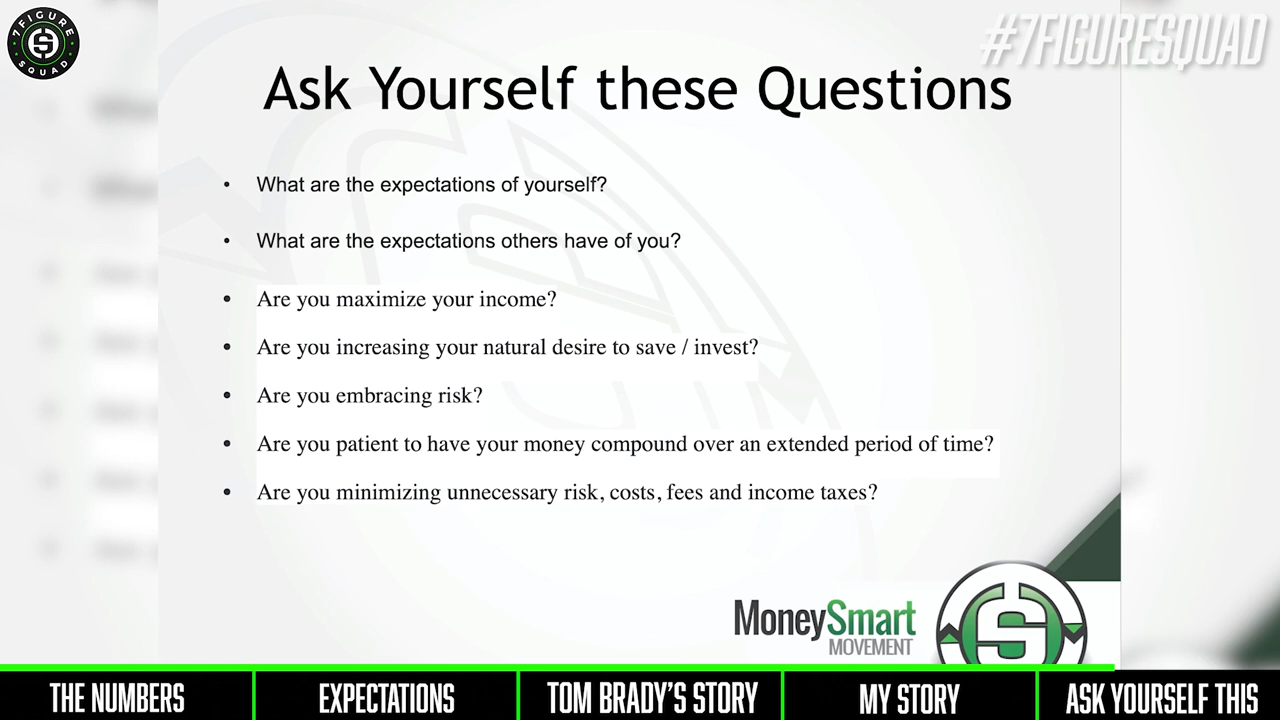 7FIGURE
SQUAD
#7FIGURESQUAD
Ask Yourself these Questions
• What are the expectations of yourself?
• What are the expectations others have of you?
• Are you maximize your income?
• Are you increasing your natural desire to save / invest?
• Are you embracing risk?
• Are you patient to have your money compound over an extended period of time?
• Are you minimizing unnecessary risk, costs, fees and income taxes?
MoneySmart
MOVEMENT
THE NUMBERS
EXPECTATIONS
TOM BRADY'S STORY
MY STORY
ASK YOURSELF THIS